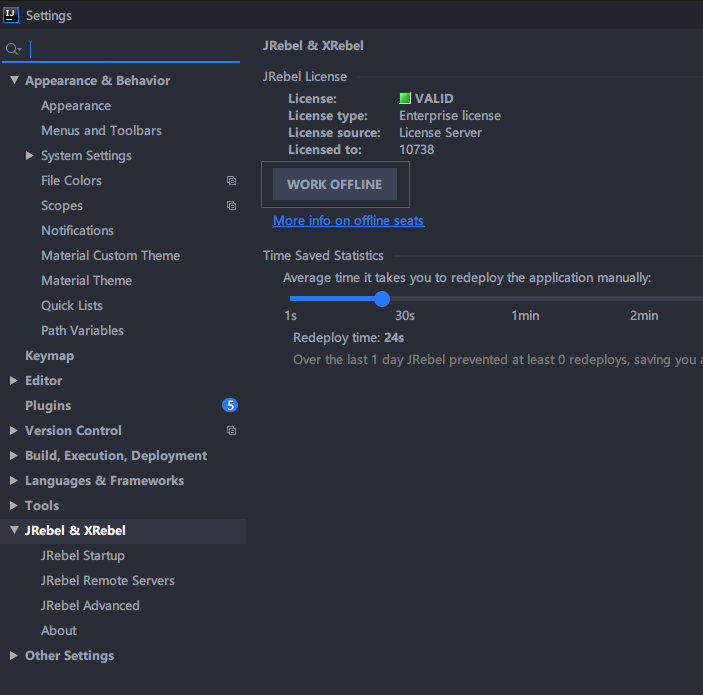 IJ Settings
Appearance & Behavior
Appearance
Menus and Toolbars
System Settings
File Colors
Scopes
Notifications
Material Custom Theme
Material Theme
Quick Lists
Path Variables
Keymap
Editor
Plugins 5
Version Control
Build, Execution, Deployment
Languages & Frameworks
Tools
JRebel & XRebel
JRebel Startup
JRebel Remote Servers
JRebel Advanced
About
Other Settings
JRebel & XRebel
JRebel License
License: VALID
License type: Enterprise license
License source: License Server
Licensed to: 10738
WORK OFFLINE
More info on offline seats
Time Saved Statistics
Average time it takes you to redeploy the application manually:
1s 30s 1min 2min
Redeploy time: 24s
Over the last 1 day JRebel prevented at least 0 redeploys, saving you a